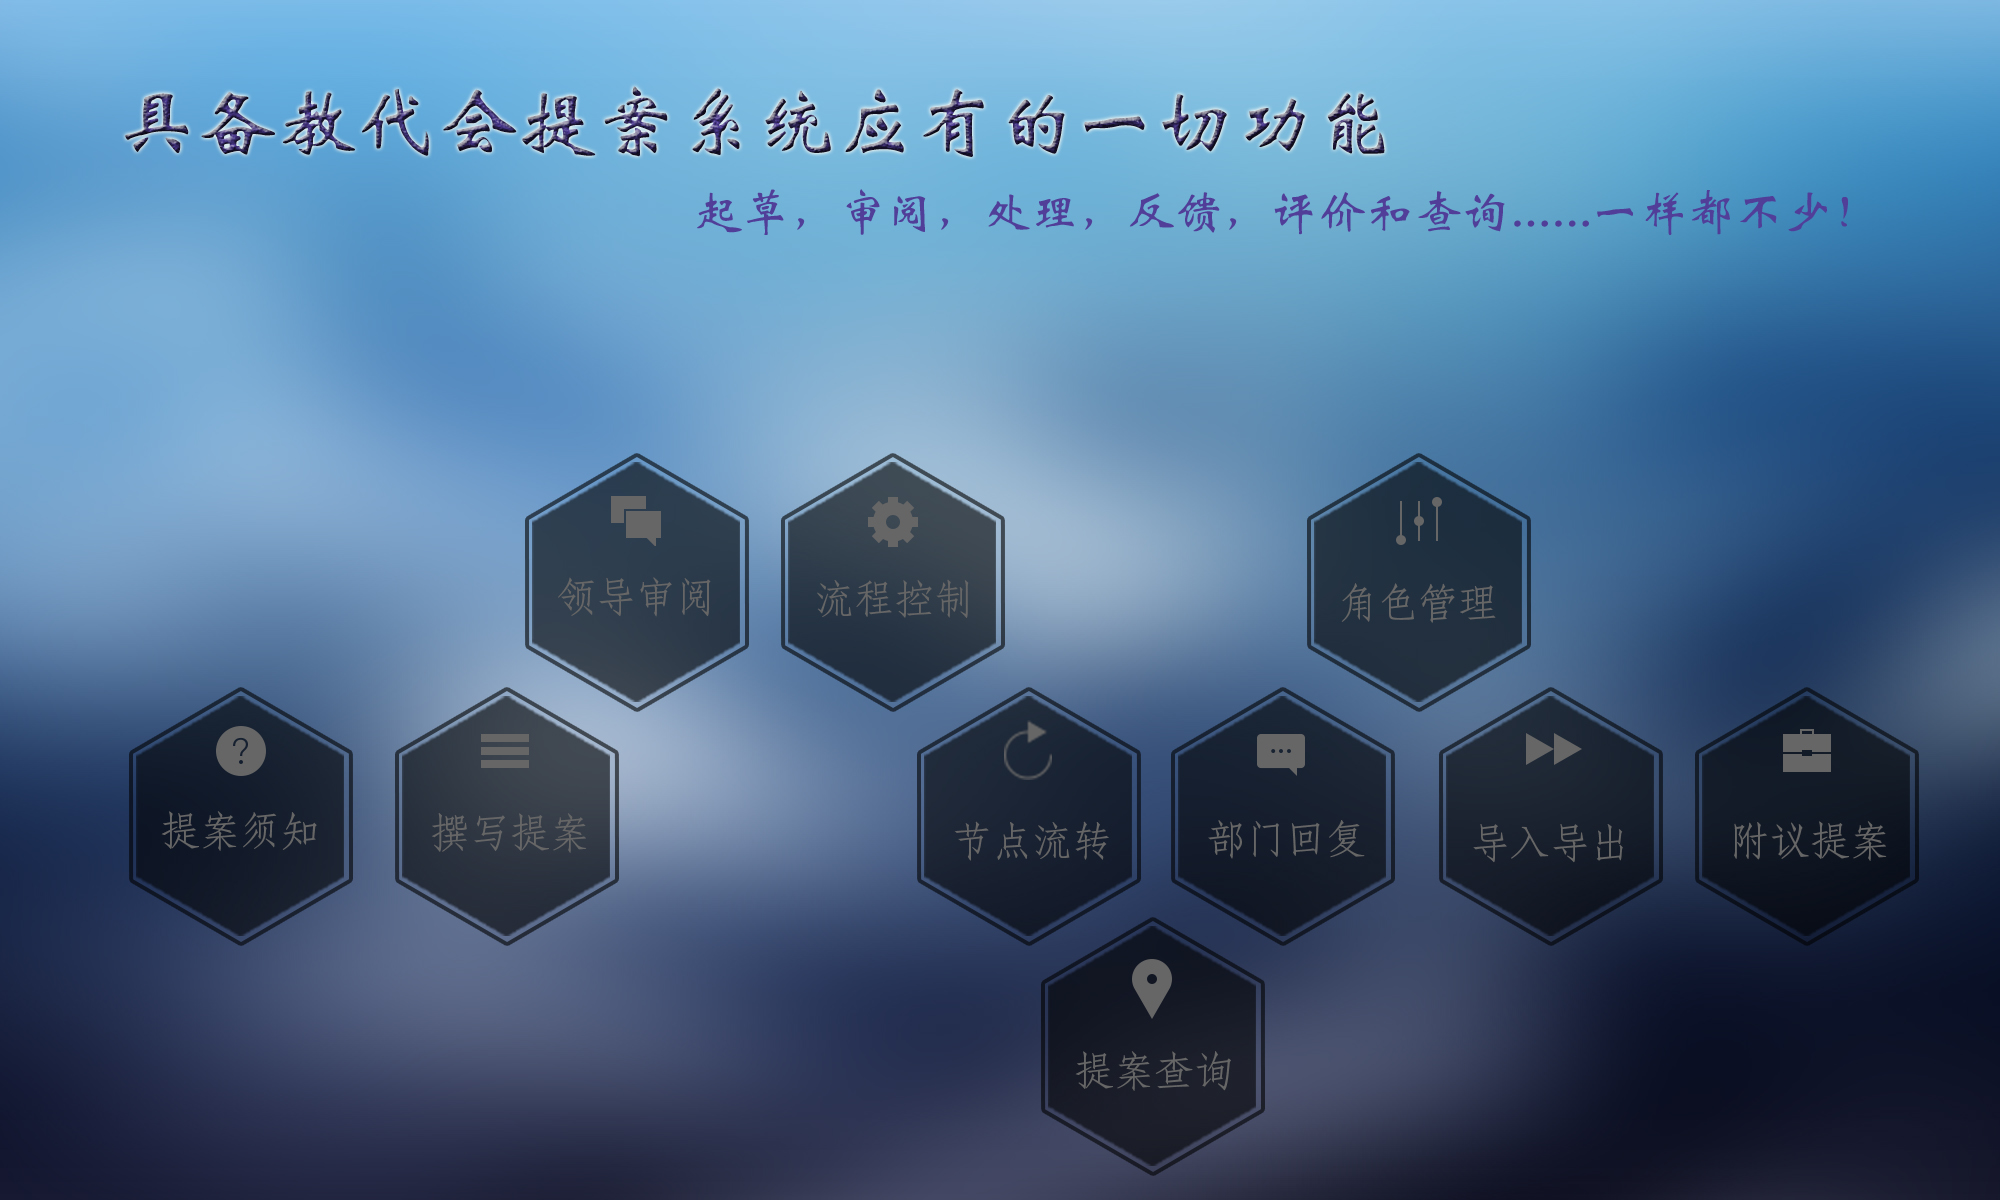 具备教代会提案系统应有的一切功能
起草，审阅，处理，反馈，评价和查询......一样都不少！
领导审阅
流程控制
角色管理
提案须知
撰写提案
节点流转
部门回复
导入导出
附议提案
提案查询